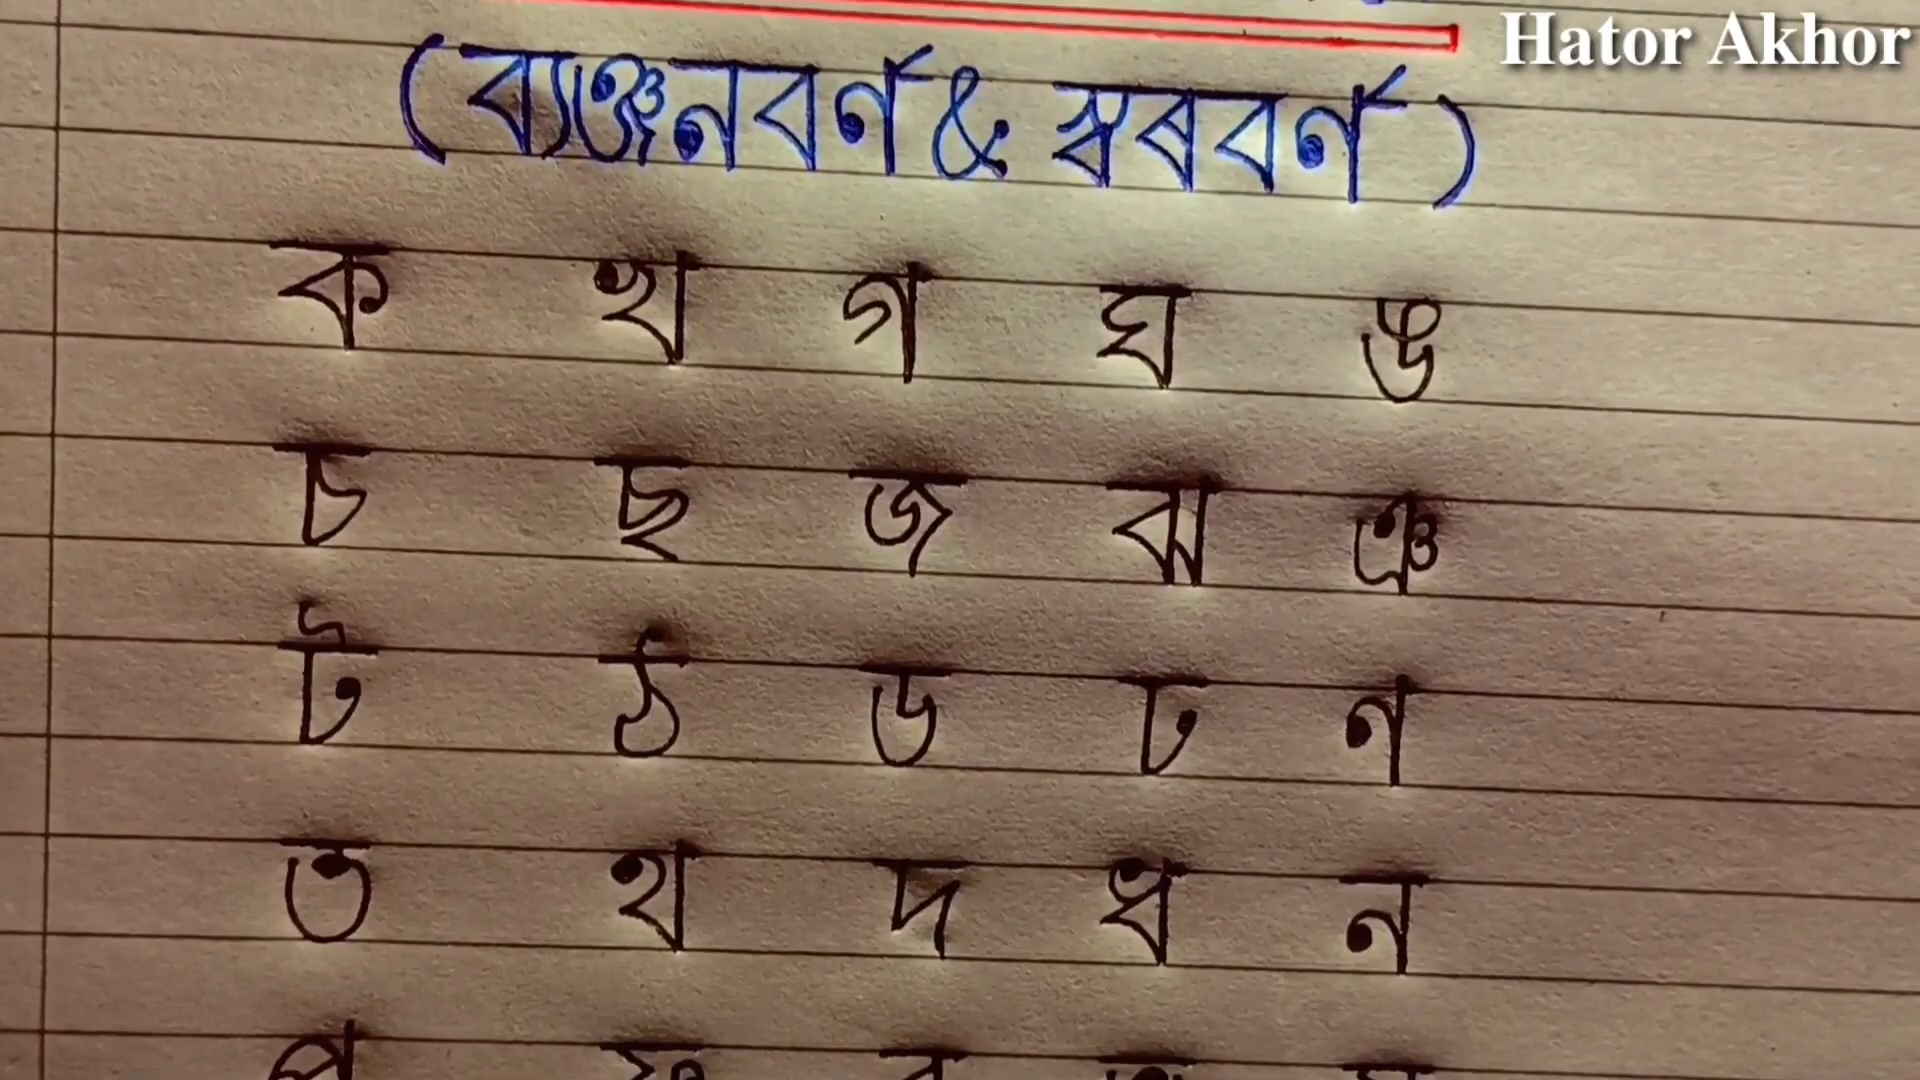 Hator Akhor
(ব্যঞ্জনবৰ্ণ & স্বৰবৰ্ণ)
ক খ গ ঘ ঙ
চ ছ জ ঝ ঞ
ট ঠ ড ঢ ণ
ত থ দ ধ ন